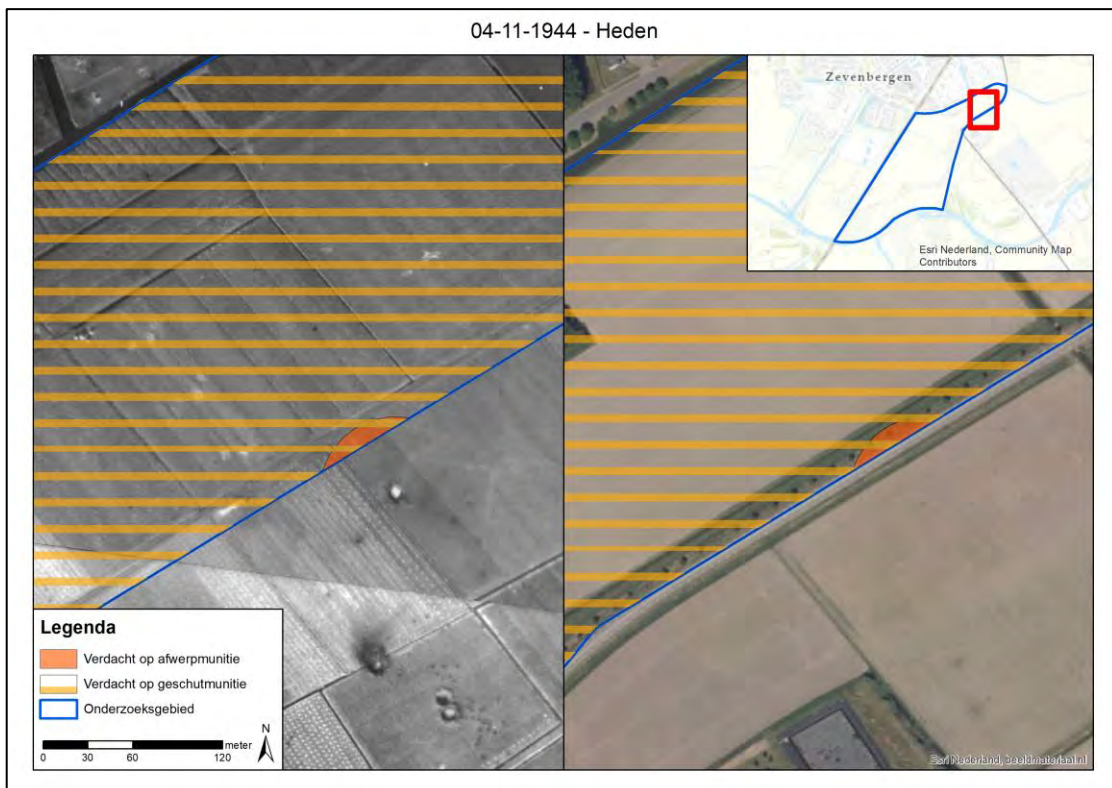 04-11-1944 - Heden
Zevenbergen
Esri Nederland, Community Map
Contributors
Legenda
Verdacht op afwerpmunitie
Verdacht op geschutmunitie
Onderzoeksgebied
N
meter
0 30 60 120
Esri Nederland, beeldmateriaal.nl